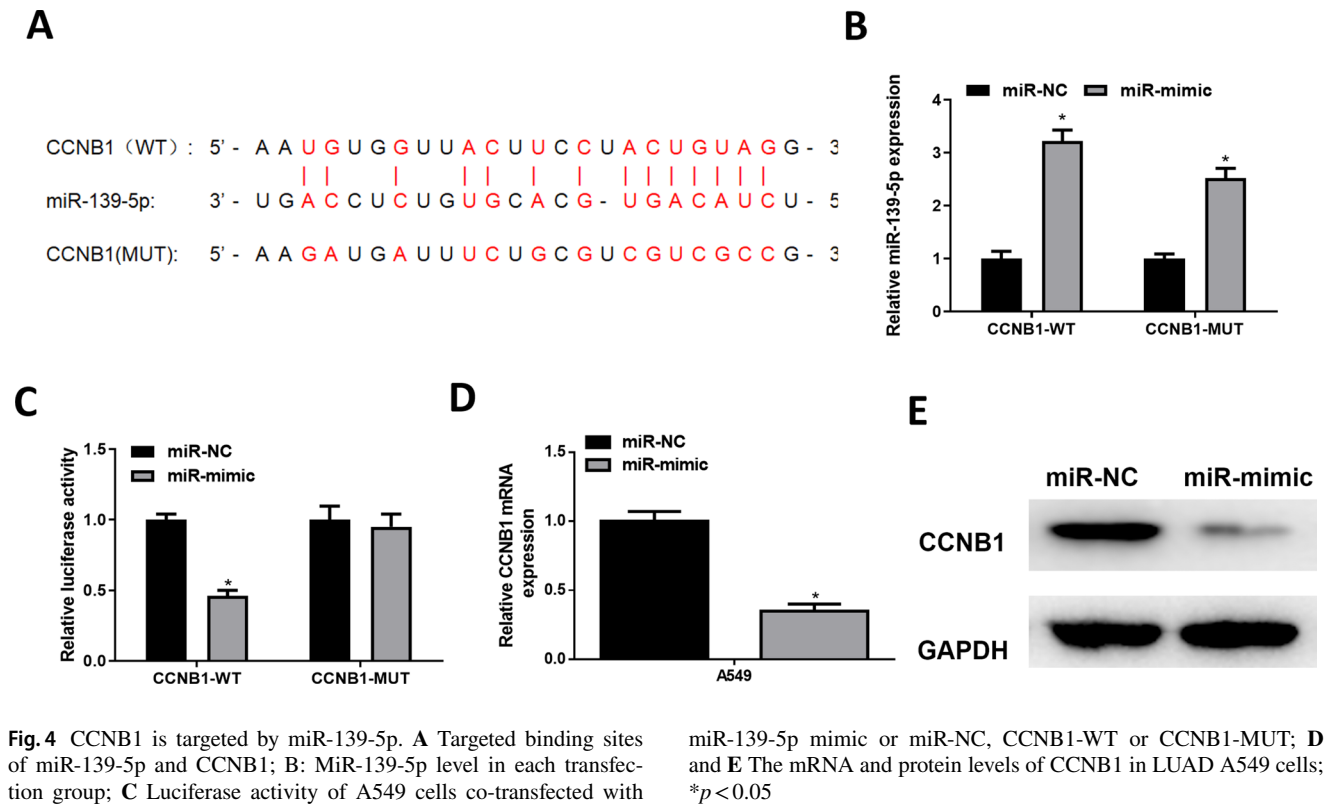 A
CCNB1 （WT）: 5' - A A U G U G G U U A C U U C C U A C U G U A G G - 3
miR-139-5p: 3' - U G A C C U C U G U G C A C G - U G A C A U C U - 5
CCNB1(MUT): 5' - A A G A U G A U U U C U G C G U C G U C G C C G - 3
B
miR-NC miR-mimic
Relative miR-139-5p expression
4
3
2
1
0
*
*
CCNB1-WT CCNB1-MUT
C
miR-NC
miR-mimic
Relative luciferase activity
1.5
1.0
0.5
0.0
*
CCNB1-WT CCNB1-MUT
D
miR-NC
miR-mimic
Relative CCNB1 mRNA
expression
1.5
1.0
0.5
0.0
*
A549
E
miR-NC miR-mimic
CCNB1
GAPDH
Fig. 4 CCNB1 is targeted by miR-139-5p. A Targeted binding sites
of miR-139-5p and CCNB1; B: MiR-139-5p level in each transfec-
tion group; C Luciferase activity of A549 cells co-transfected with
miR-139-5p mimic or miR-NC, CCNB1-WT or CCNB1-MUT; D
and E The mRNA and protein levels of CCNB1 in LUAD A549 cells;
*p < 0.05